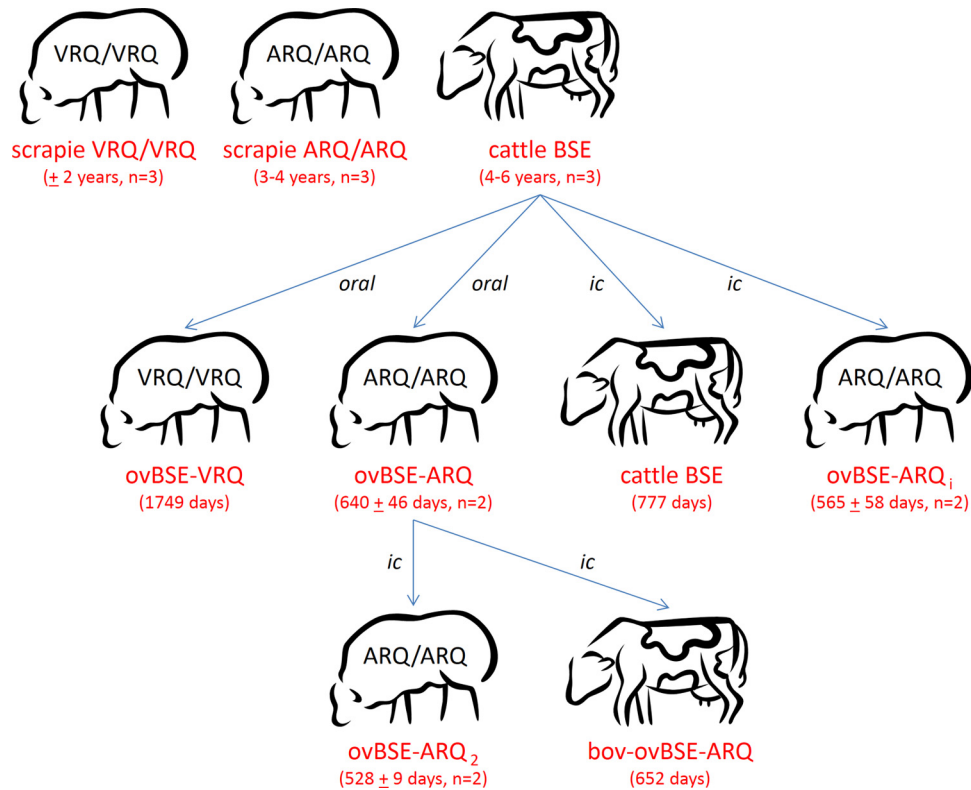 VRQ/VRQ
ARQ/ARQ
scrapie VRQ/VRQ
(± 2 years, n=3)
scrapie ARQ/ARQ
(3-4 years, n=3)
cattle BSE
(4-6 years, n=3)
oral
oral
ic
ic
VRQ/VRQ
ARQ/ARQ
ARQ/ARQ
ovBSE-VRQ
(1749 days)
ovBSE-ARQ
(640 ± 46 days, n=2)
cattle BSE
(777 days)
ovBSE-ARQi
(565 ± 58 days, n=2)
ic
ic
ARQ/ARQ
ovBSE-ARQ2
(528 ± 9 days, n=2)
bov-ovBSE-ARQ
(652 days)